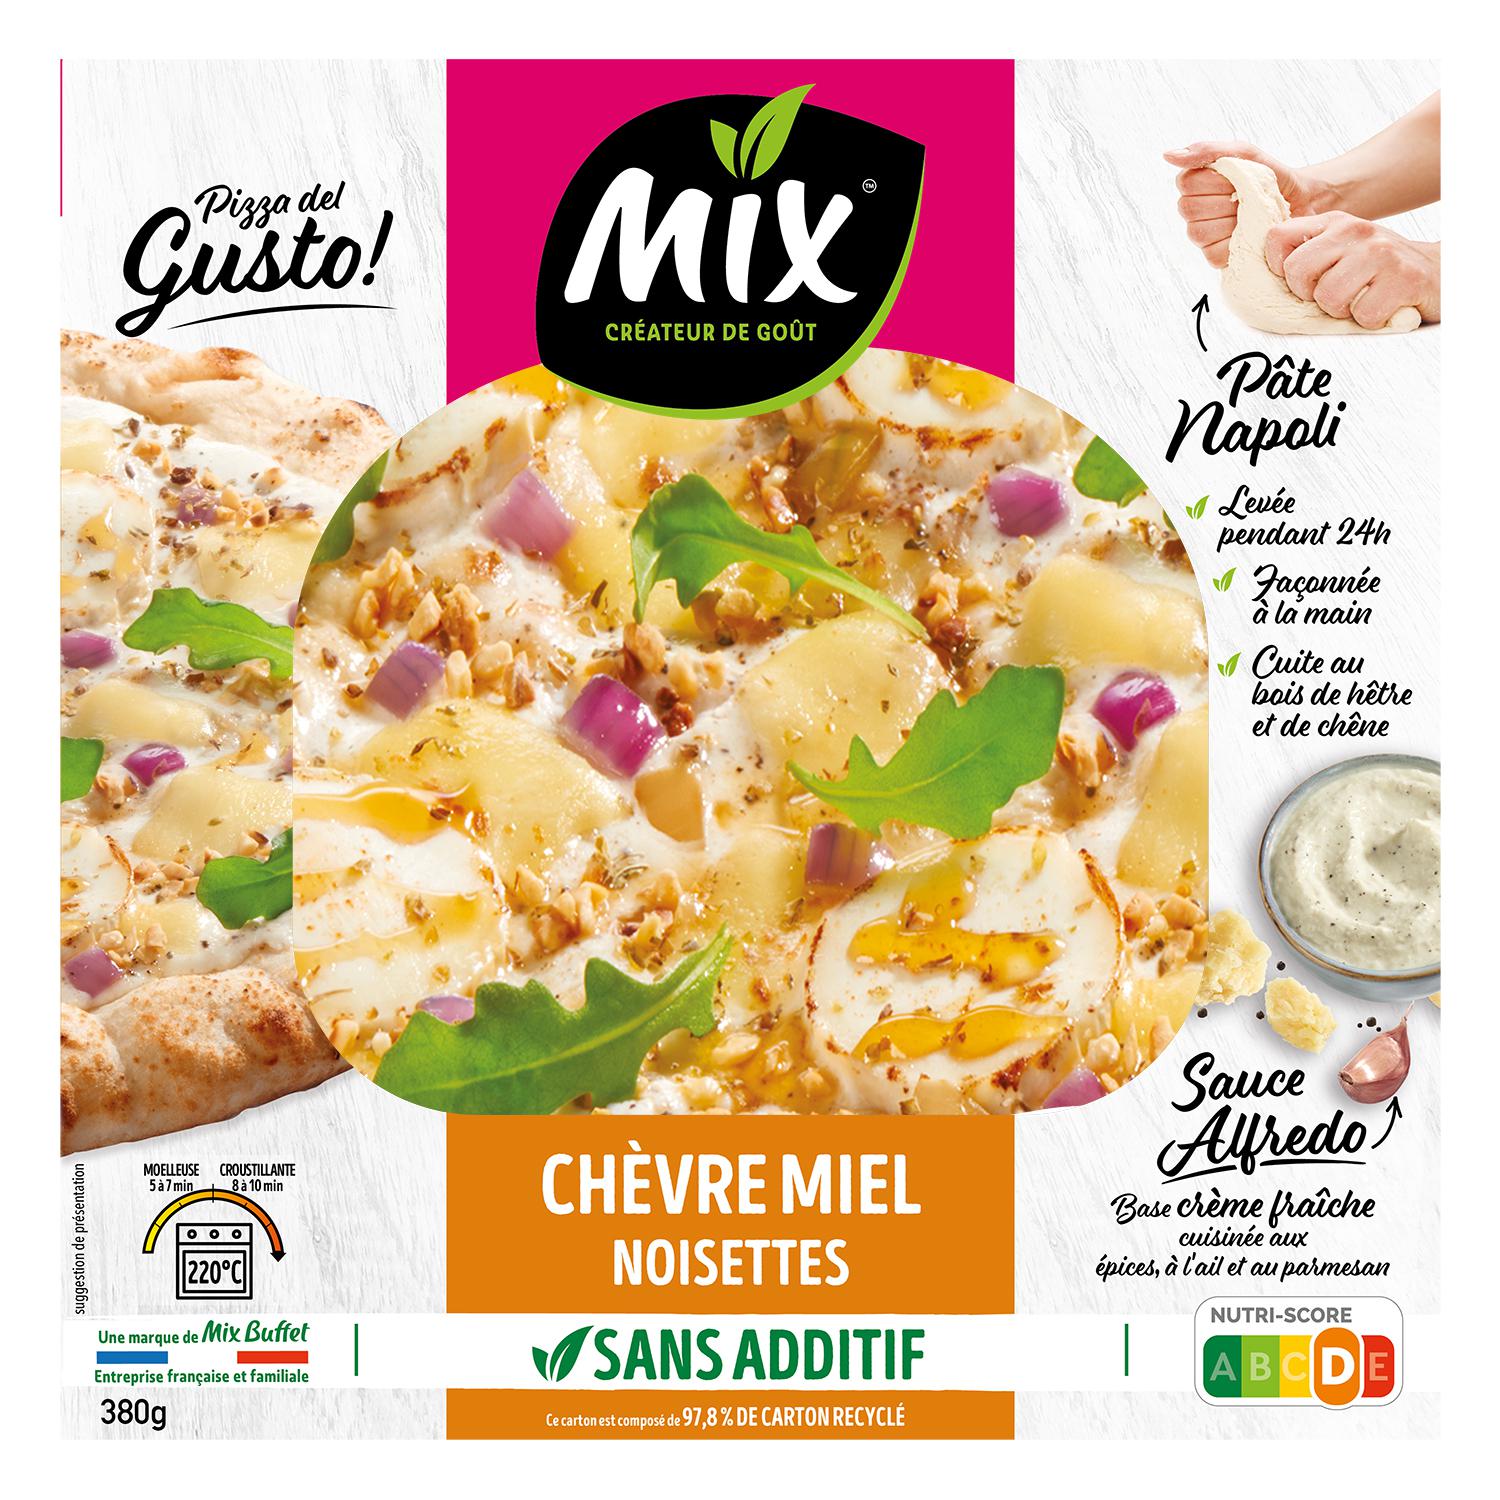 Pizza del
Gusto!
MIX™
CRÉATEUR DE GOÛT
Pâte
Napoli
Levée
pendant 24h
Façonnée
à la main
Cuite au
bois de hêtre
et de chêne
Sauce
Alfredo
Base crème fraîche
cuisinée aux
épices, à l'ail et au parmesan
CHÈVRE MIEL
NOISETTES
suggestion de présentation
MOELLEUSE CROUSTILLANTE
5 à 7 min 8 à 10 min
220°C
Une marque de Mix Buffet
Entreprise française et familiale
380g
SANS ADDITIF
Ce carton est composé de 97,8 % DE CARTON RECYCLÉ
NUTRI-SCORE
A B C D E